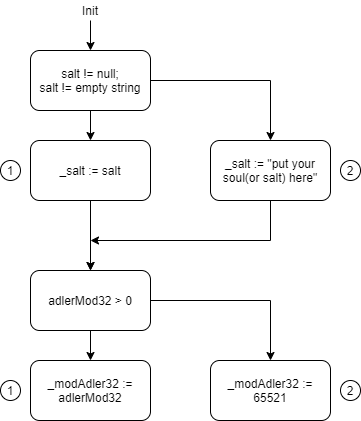 Init
salt != null;
salt != empty string
1
_salt := salt
_salt := "put your
soul(or salt) here"
2
adlerMod32 > 0
1
_modAdler32 :=
adlerMod32
_modAdler32 :=
65521
2